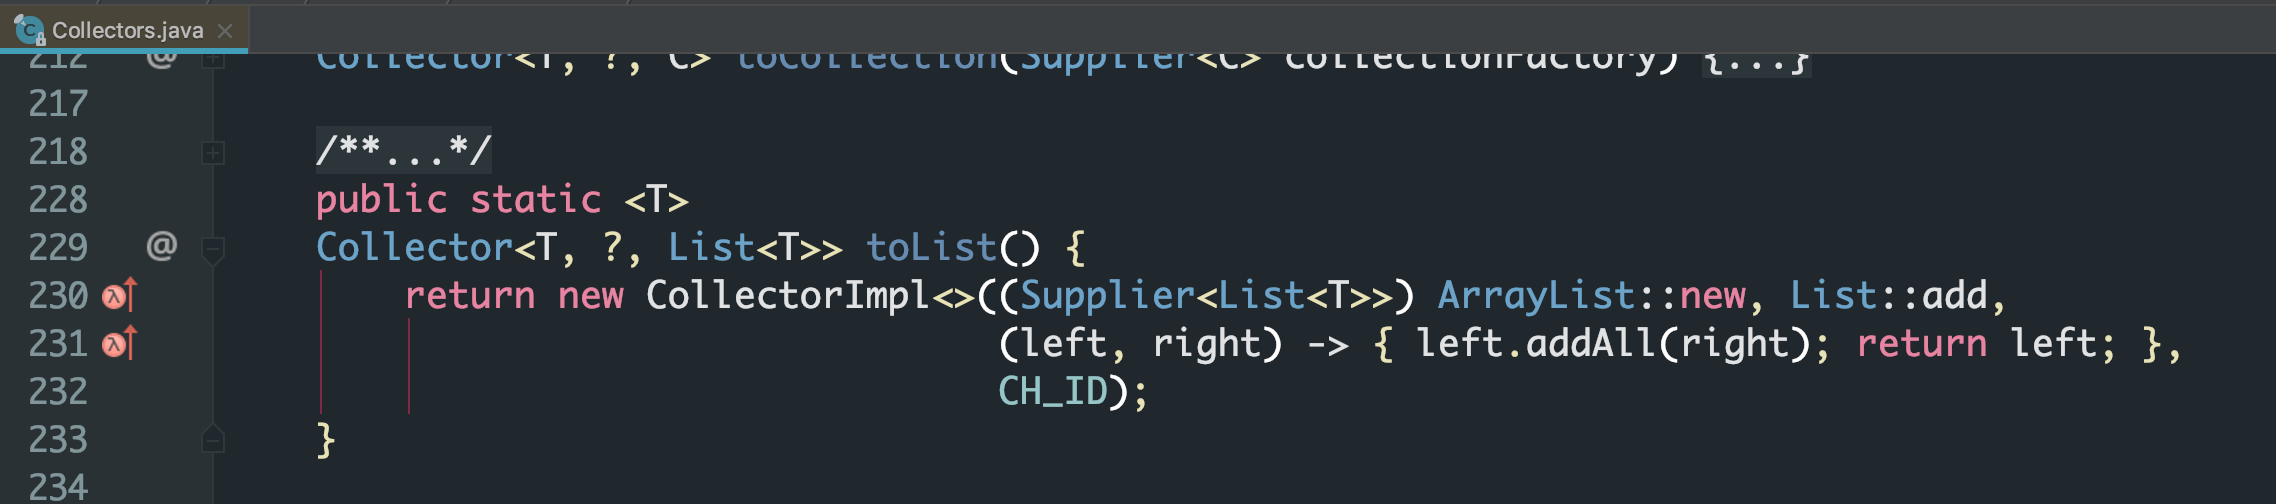 Collectors.java
212 @ Collector<T, ?, C> toCollection(Supplier<C> collectionFactory) {...}
217
218 /**...*/
228 public static <T>
229 @ Collector<T, ?, List<T>> toList() {
230 return new CollectorImpl<>((Supplier<List<T>>) ArrayList::new, List::add,
231 (left, right) -> { left.addAll(right); return left; },
232 CH_ID);
233 }
234